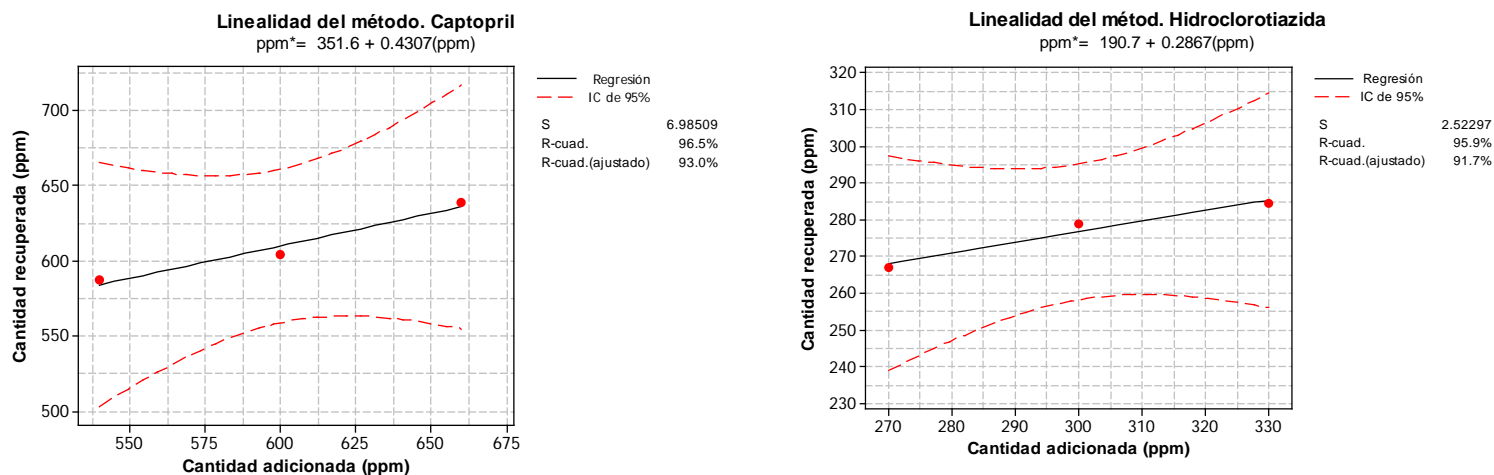 Linealidad del método. Captopril
ppm*= 351.6 + 0.4307(ppm)
700
650
600
550
500
550 575 600 625 650 675
Cantidad recuperada (ppm)
Cantidad adicionada (ppm)
Regresión
IC de 95%
S 6.98509
R-cuad. 96.5%
R-cuad.(ajustado) 93.0%
Linealidad del métod. Hidroclorotiazida
ppm*= 190.7 + 0.2867(ppm)
320
310
300
290
280
270
260
250
240
230
270 280 290 300 310 320 330
Cantidad recuperada (ppm)
Cantidad adicionada (ppm)
Regresión
IC de 95%
S 2.52297
R-cuad. 95.9%
R-cuad.(ajustado) 91.7%